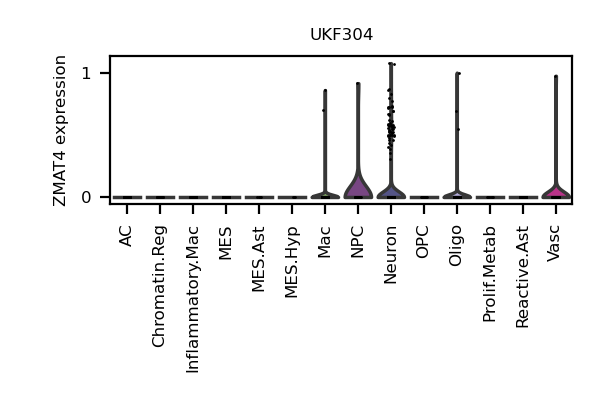 UKF304
ZMAT4 expression
1
0
AC
Chromatin.Reg
Inflammatory.Mac
MES
MES.Ast
MES.Hyp
Mac
NPC
Neuron
OPC
Oligo
Prolif.Metab
Reactive.Ast
Vasc